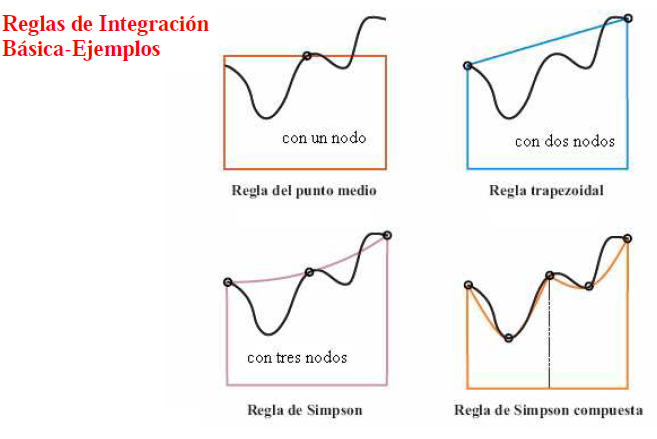 Reglas de Integración
Básica-Ejemplos
con un nodo
Regla del punto medio
con dos nodos
Regla trapezoidal
con tres nodos
Regla de Simpson
Regla de Simpson compuesta